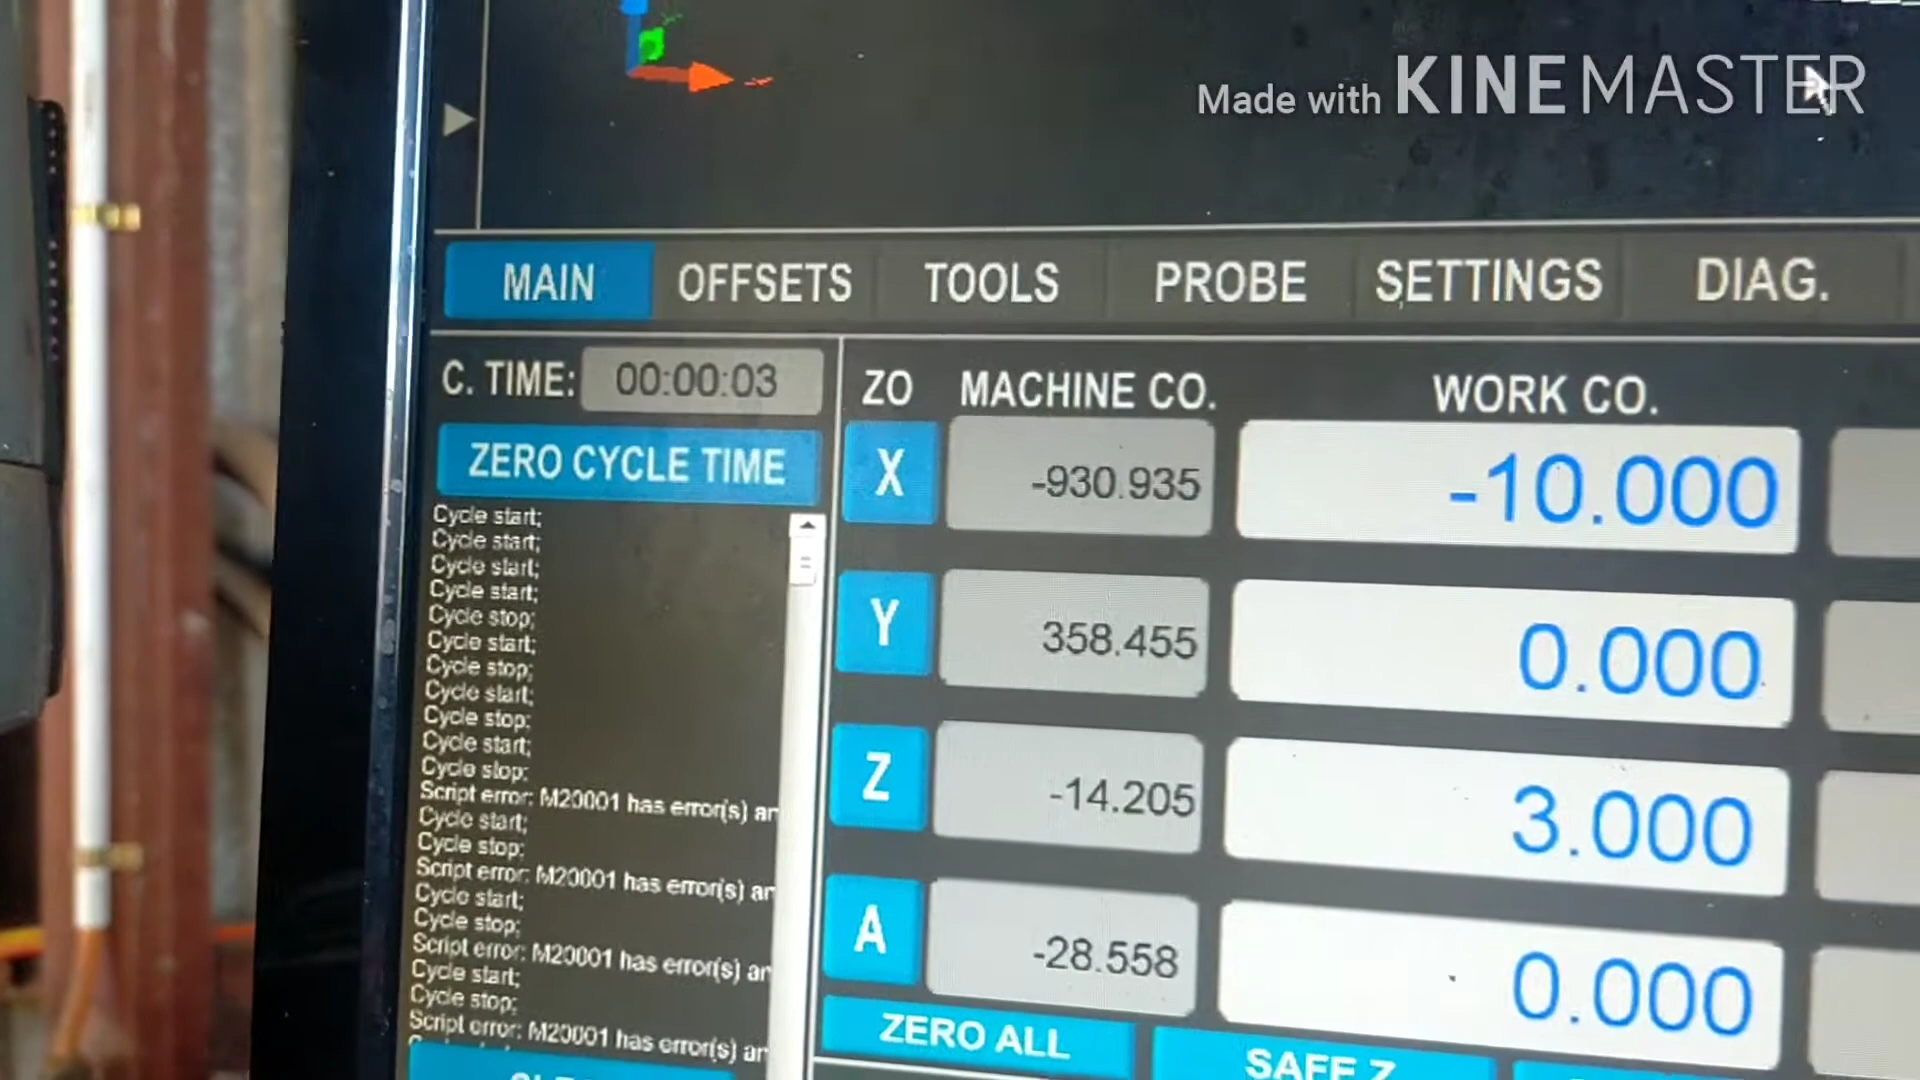 Made with KINEMASTER
MAIN OFFSETS TOOLS PROBE SETTINGS DIAG.
C. TIME: 00:00:03
ZERO CYCLE TIME
Cycle start;
Cycle start;
Cycle start;
Cycle start;
Cycle stop;
Cycle start;
Cycle stop;
Cycle start;
Cycle stop;
Cycle start;
Cycle stop;
Script error: M20001 has error(s) an
Cycle start;
Cycle stop;
Script error: M20001 has error(s) an
Cycle start;
Cycle stop;
Script error: M20001 has error(s) an
Cycle start;
Cycle stop;
Script error: M20001 has error(s) an
ZO MACHINE CO. WORK CO.
X -930.935 -10.000
Y 358.455 0.000
Z -14.205 3.000
A -28.558 0.000
ZERO ALL SAFE Z